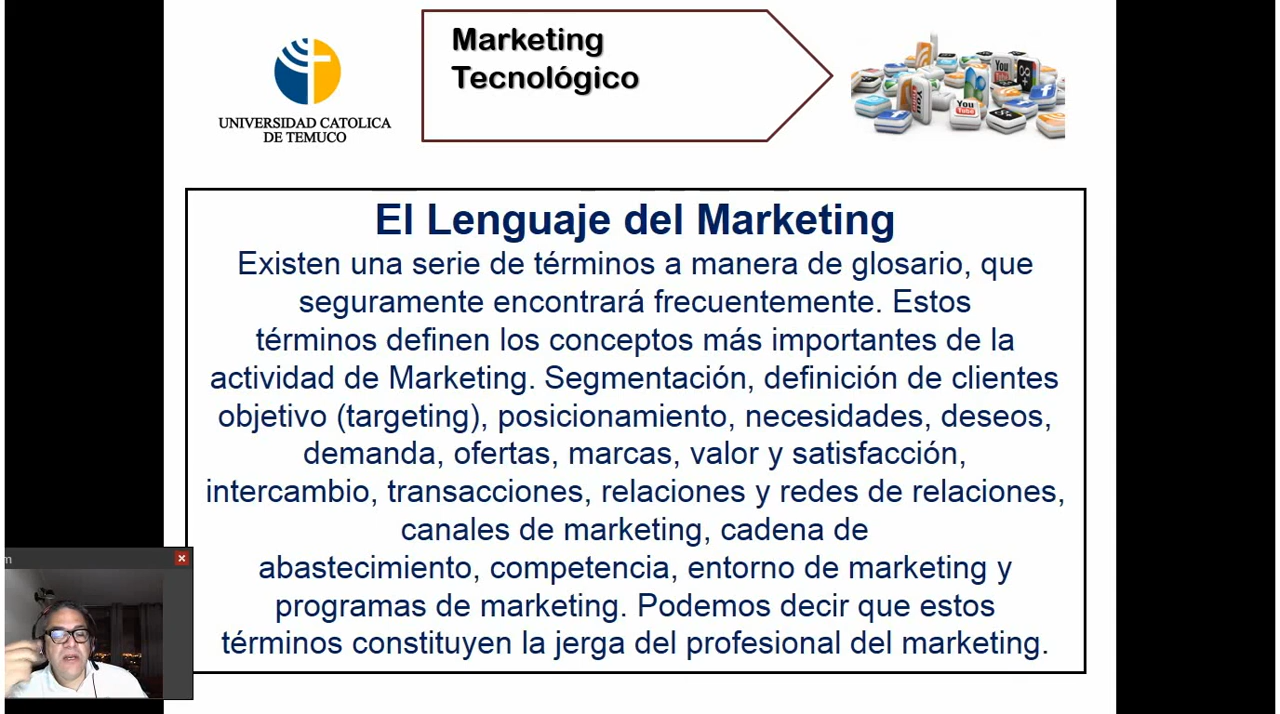 Marketing
Tecnológico
UNIVERSIDAD CATOLICA
DE TEMUCO
You
Tube
El Lenguaje del Marketing
Existen una serie de términos a manera de glosario, que
seguramente encontrará frecuentemente. Estos
términos definen los conceptos más importantes de la
actividad de Marketing. Segmentación, definición de clientes
objetivo (targeting), posicionamiento, necesidades, deseos,
demanda, ofertas, marcas, valor y satisfacción,
intercambio, transacciones, relaciones y redes de relaciones,
canales de marketing, cadena de
abastecimiento, competencia, entorno de marketing y
programas de marketing. Podemos decir que estos
términos constituyen la jerga del profesional del marketing.